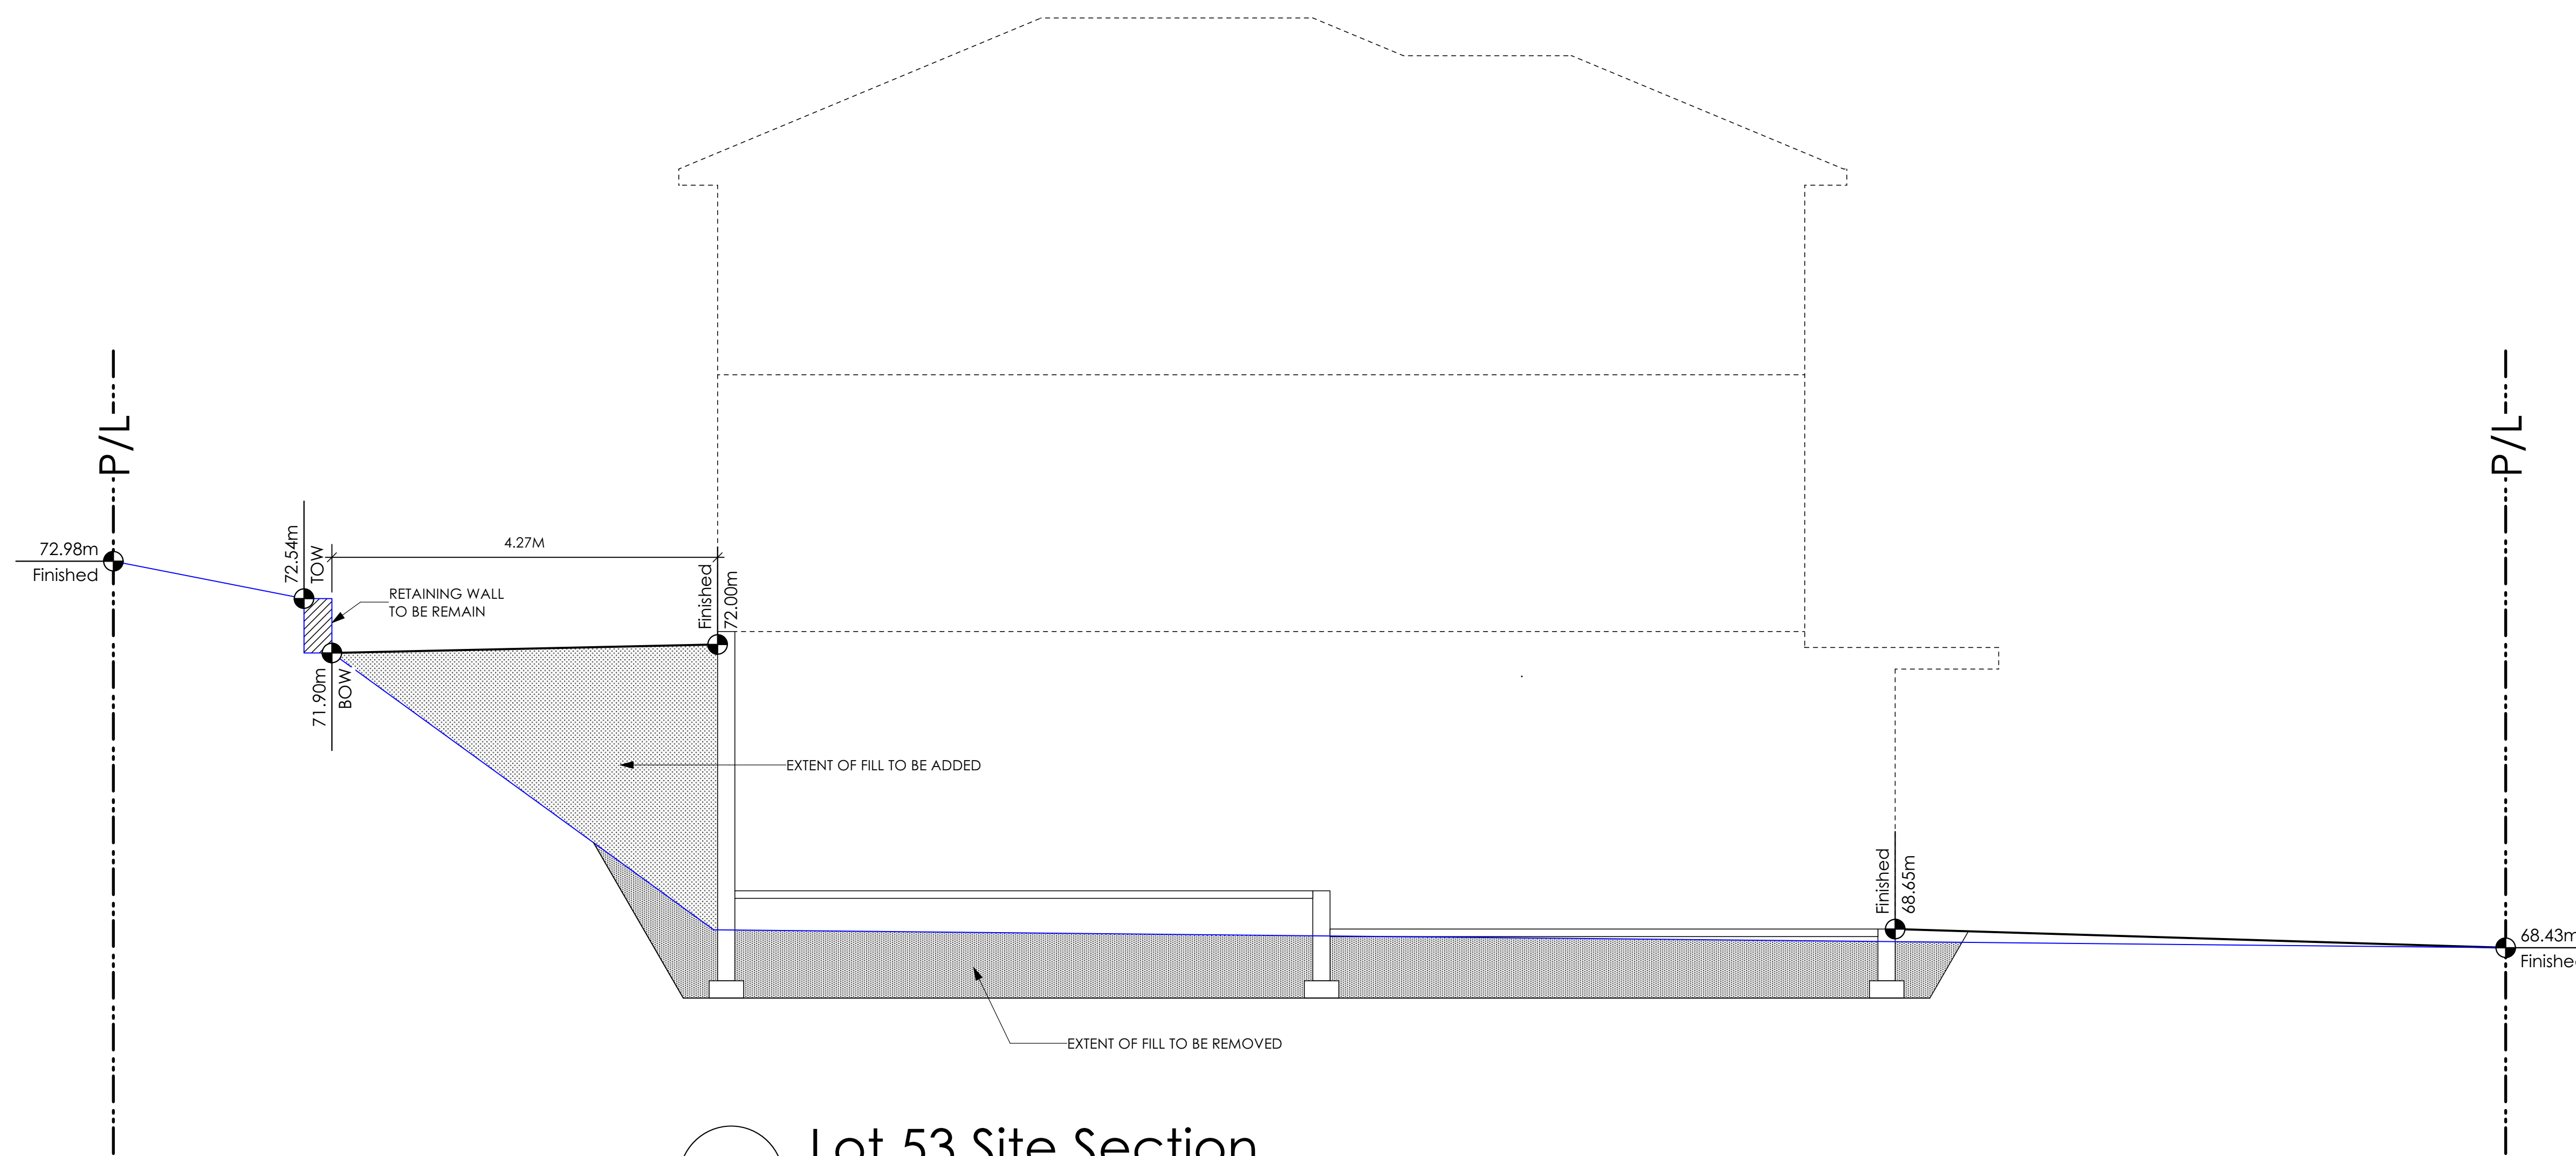 P/L
P/L
72.98m
Finished
72.54m
TOW
4.27M
RETAINING WALL
TO BE REMAIN
Finished
72.00m
71.90m
BOW
EXTENT OF FILL TO BE ADDED
Finished
68.65m
68.43m
Finishe
EXTENT OF FILL TO BE REMOVED
Lot 53 Site Section